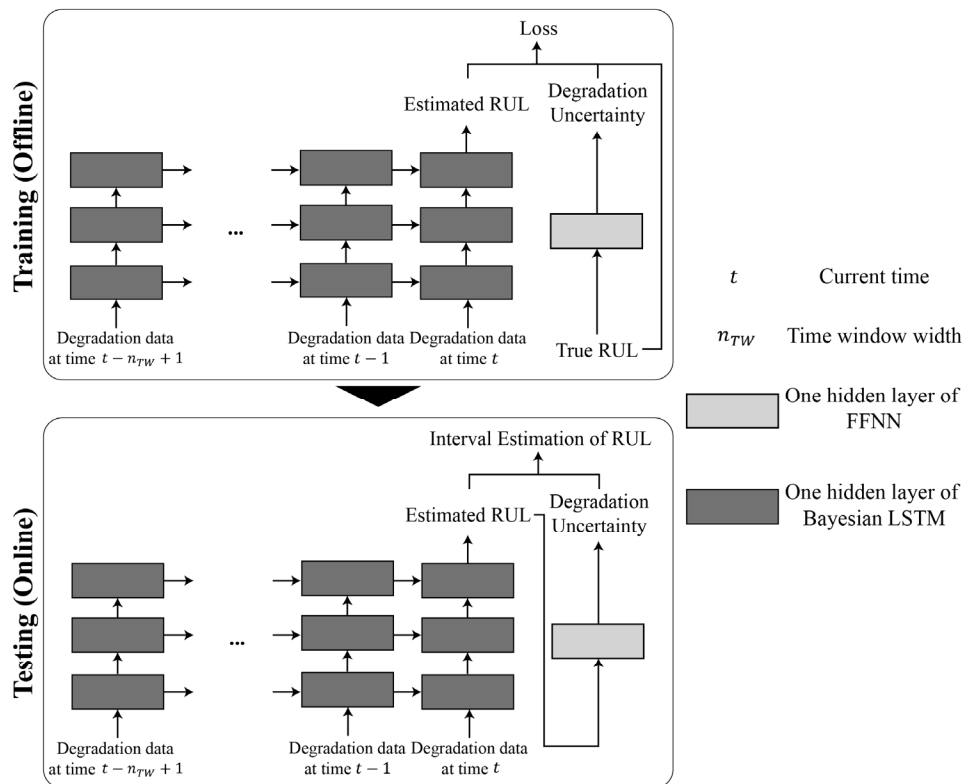 Training (Offline)
Loss
Estimated RUL
Degradation
Uncertainty
...
Degradation data
at time t − n_TW + 1
Degradation data
at time t − 1
Degradation data
at time t
True RUL
Testing (Online)
Interval Estimation of RUL
Estimated RUL
Degradation
Uncertainty
...
Degradation data
at time t − n_TW + 1
Degradation data
at time t − 1
Degradation data
at time t
t Current time
n_TW Time window width
One hidden layer of
FFNN
One hidden layer of
Bayesian LSTM